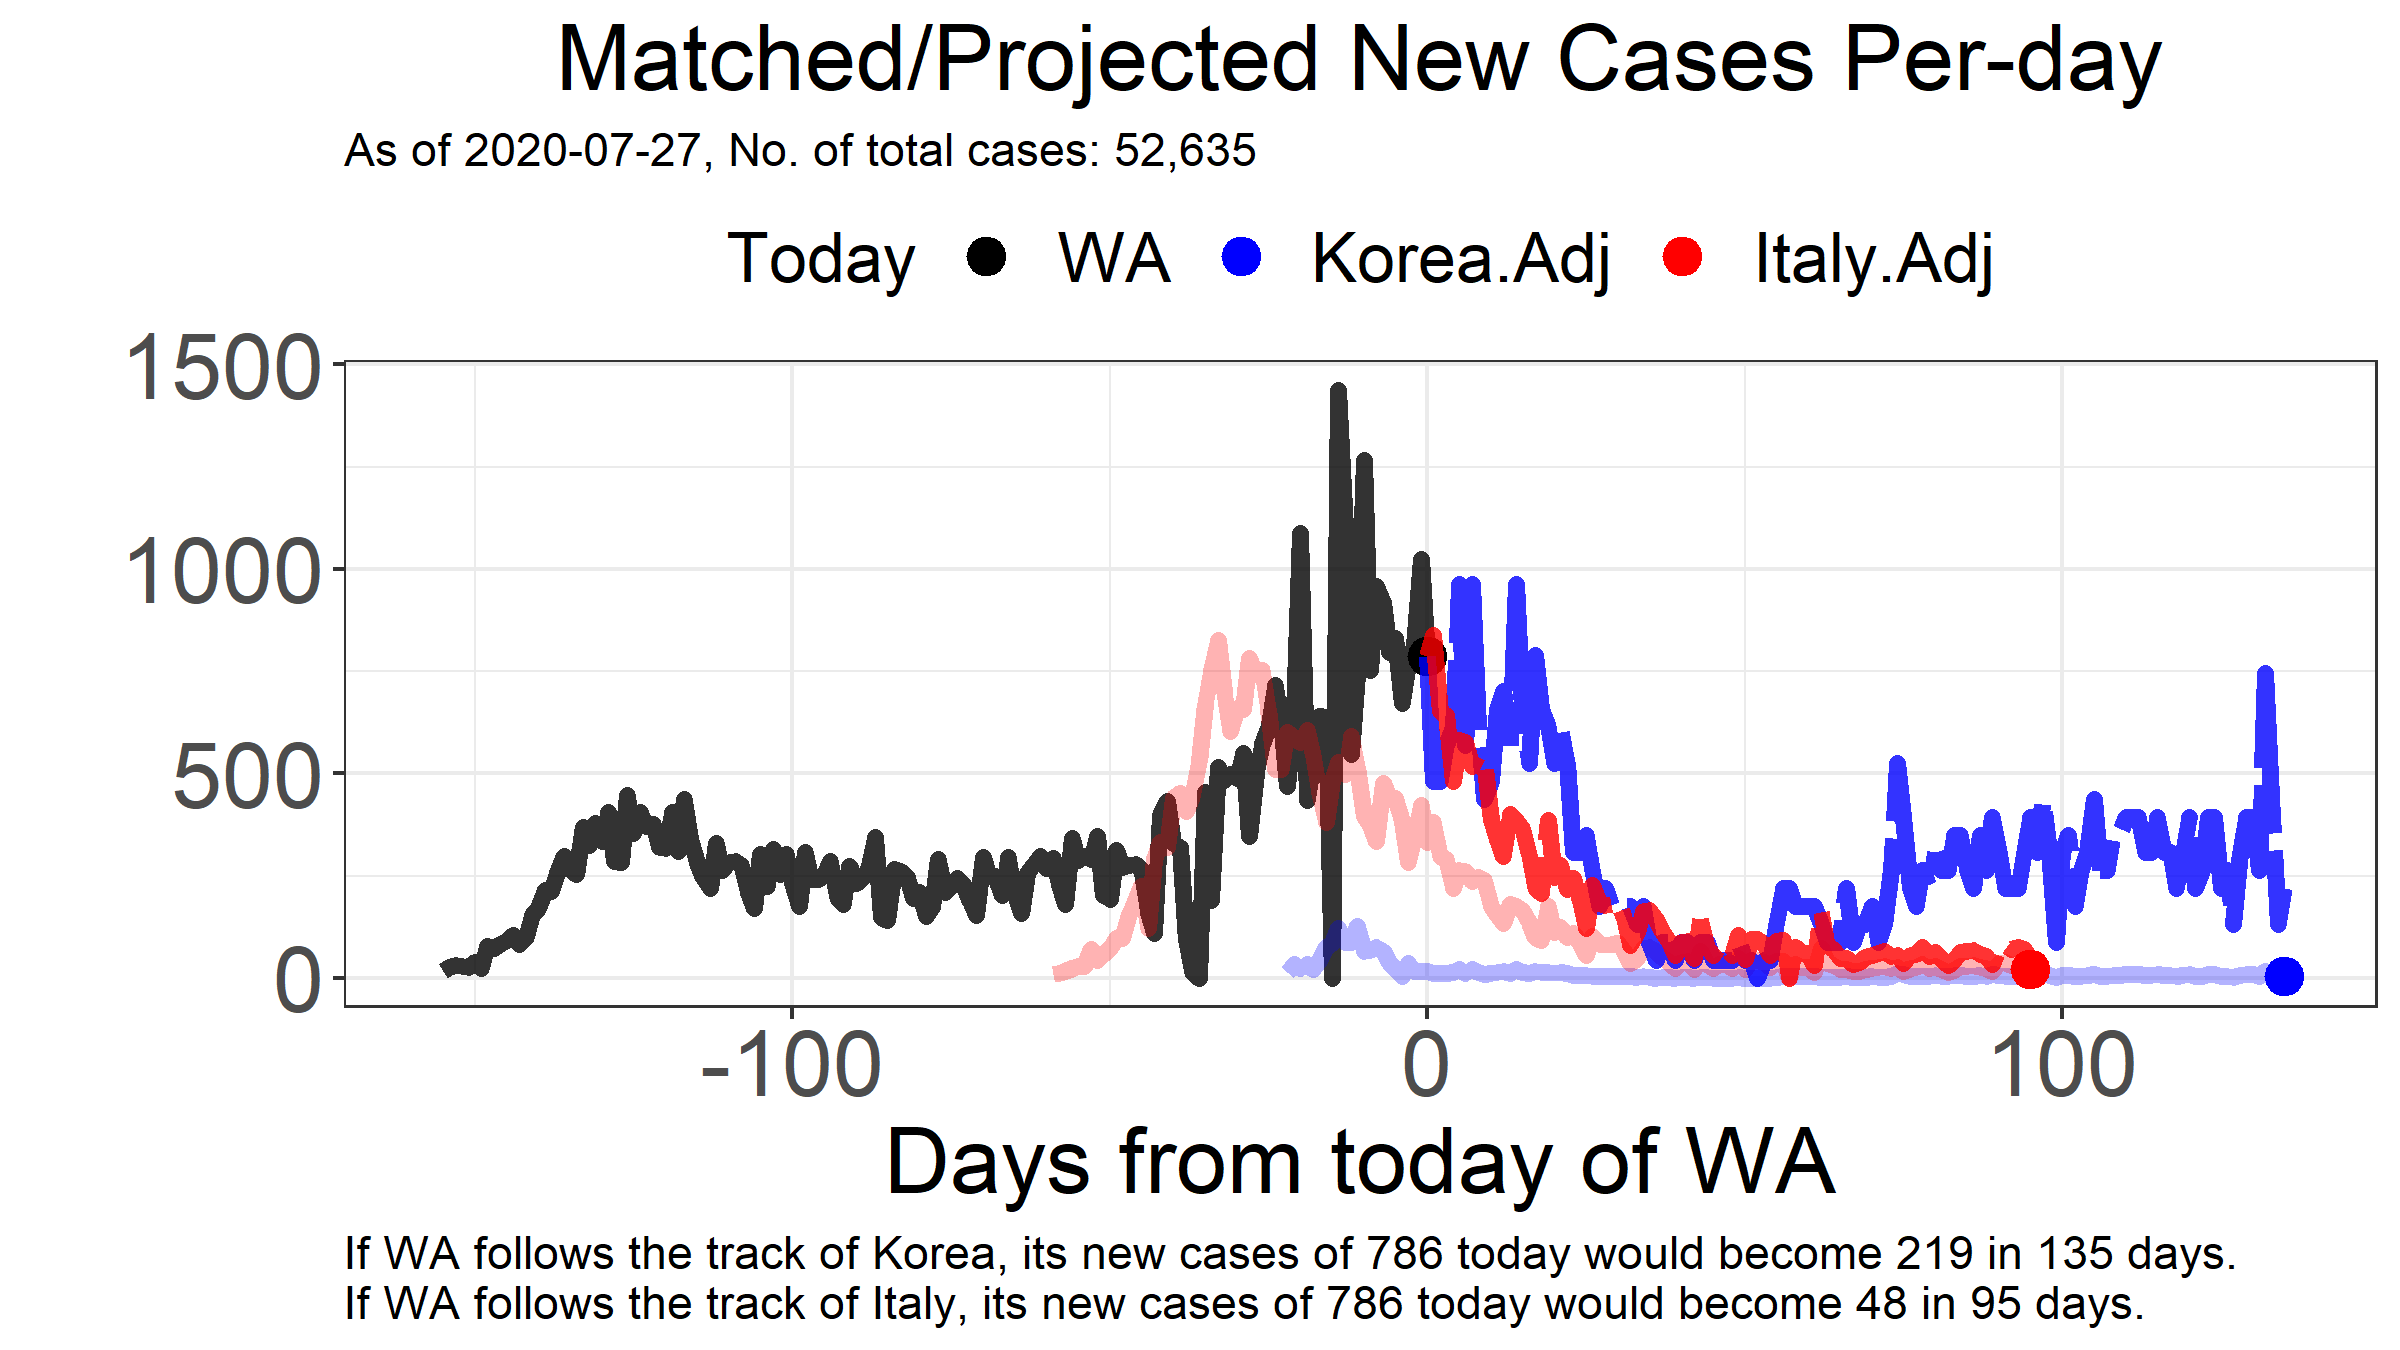 Matched/Projected New Cases Per-day
As of 2020-07-27, No. of total cases: 52,635
Today WA Korea.Adj Italy.Adj
1500
1000
500
0
-100 0 100
Days from today of WA
If WA follows the track of Korea, its new cases of 786 today would become 219 in 135 days.
If WA follows the track of Italy, its new cases of 786 today would become 48 in 95 days.